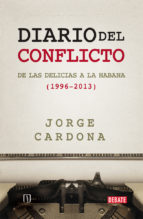 DIARIO DEL
CONFLICTO
DE LAS DELICIAS A LA HABANA
(1996-2013)
JORGE
CARDONA
DEBATE